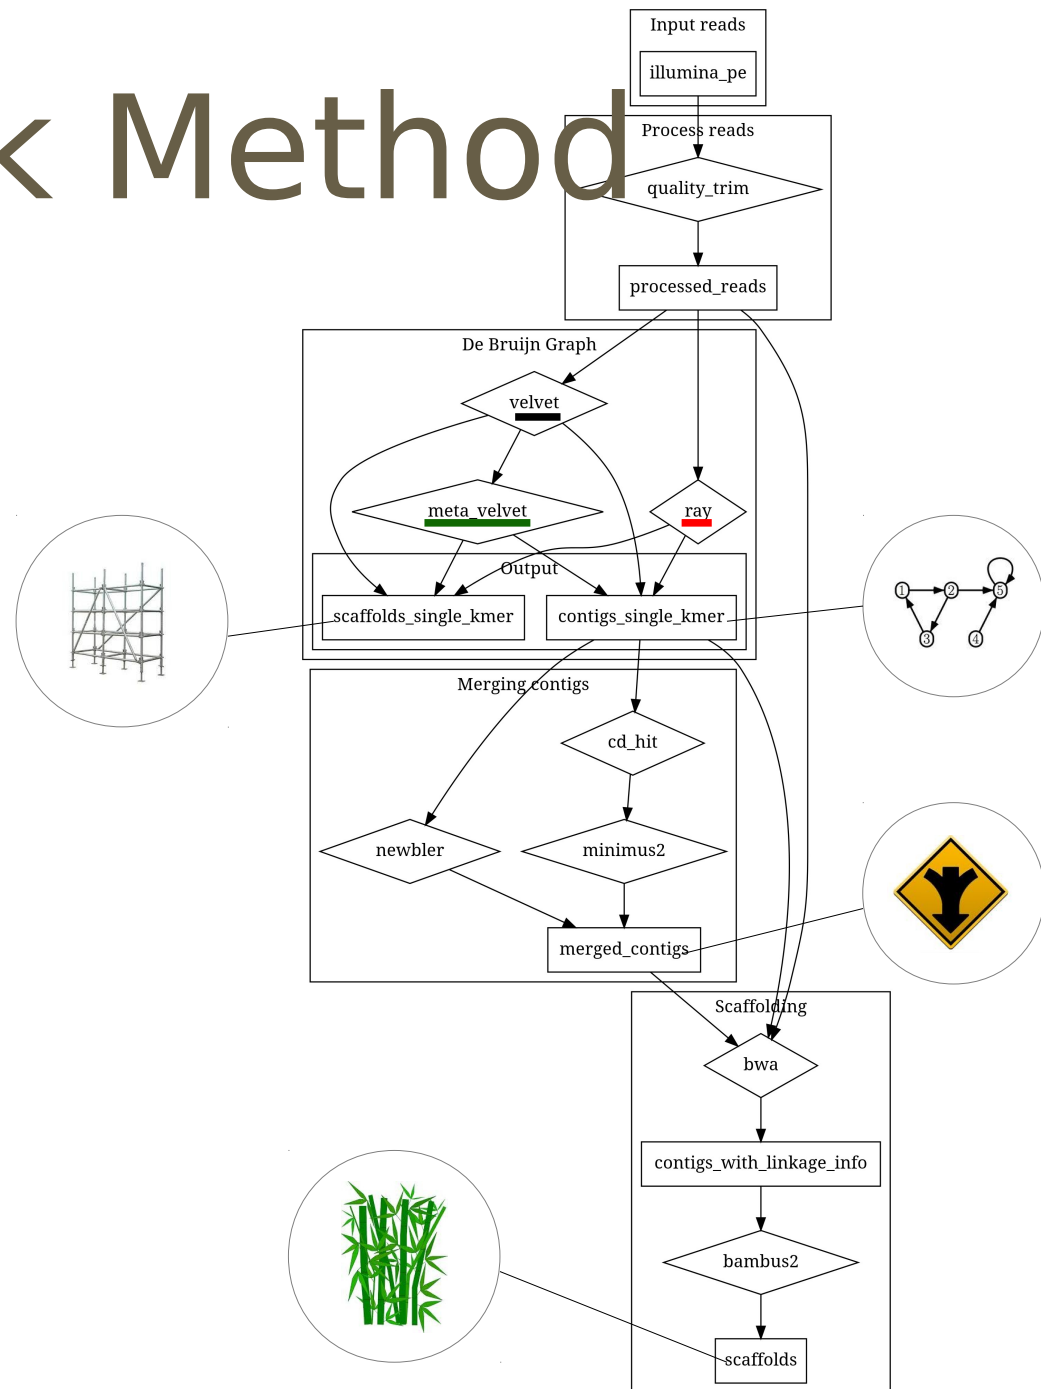 Input reads
illumina_pe
k Method
Process reads
quality_trim
processed_reads
De Bruijn Graph
velvet
meta_velvet
ray
Output
scaffolds_single_kmer
contigs_single_kmer
1
2
5
3
4
Merging contigs
cd_hit
newbler
minimus2
merged_contigs
Scaffolding
bwa
contigs_with_linkage_info
bambus2
scaffolds